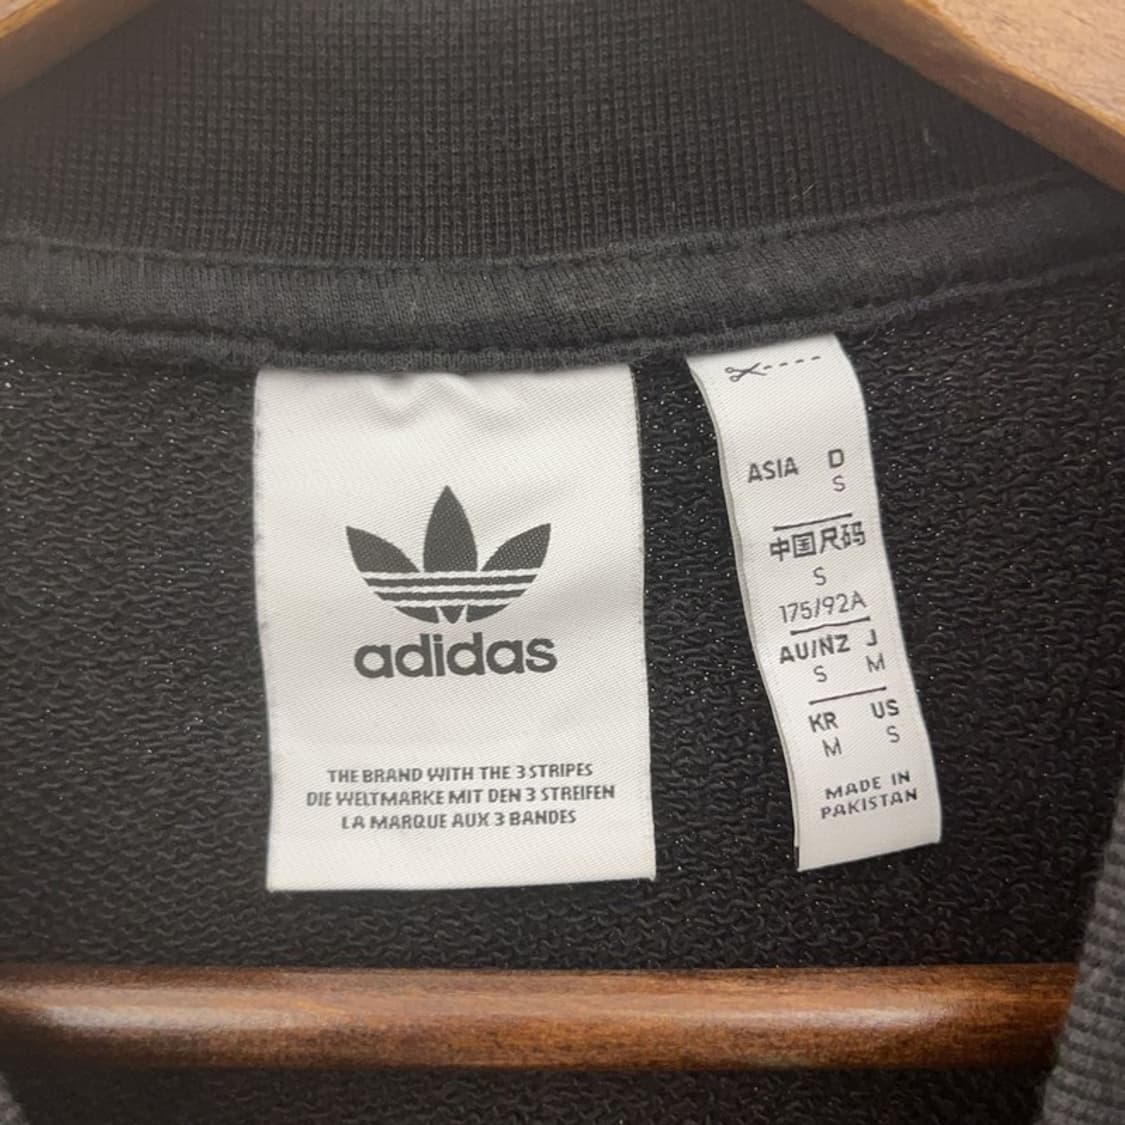 adidas
THE BRAND WITH THE 3 STRIPES
DIE WELTMARKE MIT DEN 3 STREIFEN
LA MARQUE AUX 3 BANDES
ASIA D
S
中国尺码
S
175/92A
AU/NZ J
S M
KR US
M S
MADE IN
PAKISTAN